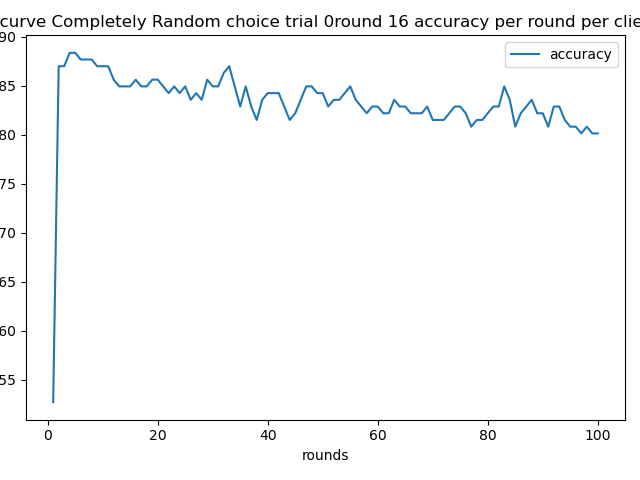 curve Completely Random choice trial 0round 16 accuracy per round per clie
accuracy
90
85
80
75
70
65
60
55
0 20 40 60 80 100
rounds